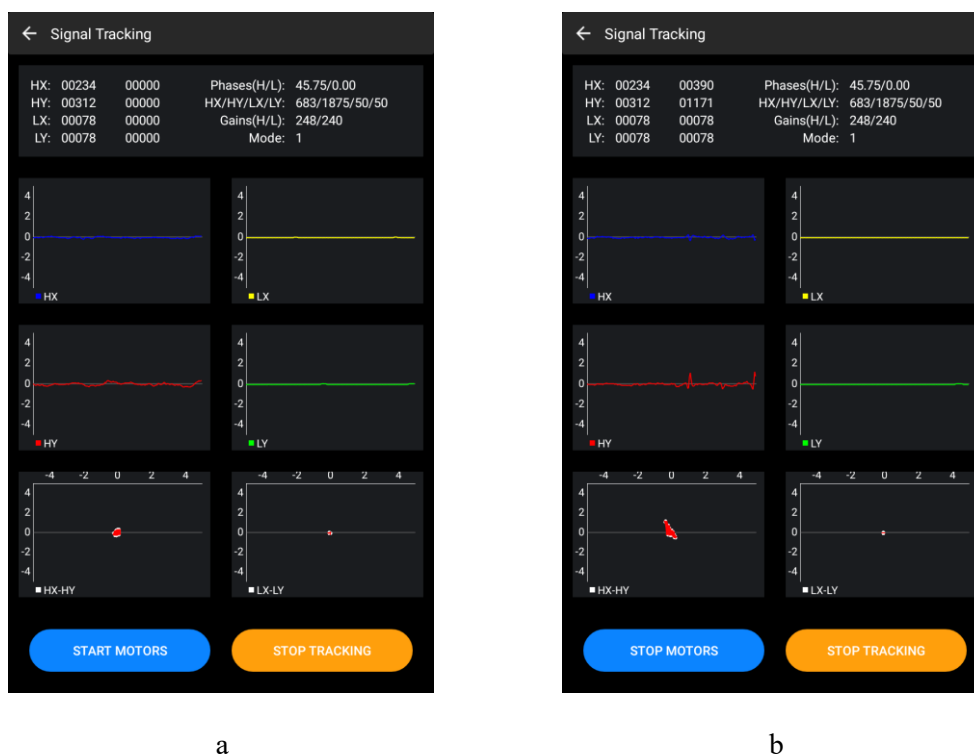 Signal Tracking
HX: 00234 00000 Phases(H/L): 45.75/0.00
HY: 00312 00000 HX/HY/LX/LY: 683/1875/50/50
LX: 00078 00000 Gains(H/L): 248/240
LY: 00078 00000 Mode: 1
4 4
2 2
0 0
-2 -2
-4 -4
HX LX
4 4
2 2
0 0
-2 -2
-4 -4
HY LY
-4 -2 0 2 4 -4 -2 0 2 4
4 4
2 2
0 0
-2 -2
-4 -4
HX-HY LX-LY
START MOTORS STOP TRACKING
a
Signal Tracking
HX: 00234 00390 Phases(H/L): 45.75/0.00
HY: 00312 01171 HX/HY/LX/LY: 683/1875/50/50
LX: 00078 00078 Gains(H/L): 248/240
LY: 00078 00078 Mode: 1
4 4
2 2
0 0
-2 -2
-4 -4
HX LX
4 4
2 2
0 0
-2 -2
-4 -4
HY LY
-4 -2 0 2 4 -4 -2 0 2 4
4 4
2 2
0 0
-2 -2
-4 -4
HX-HY LX-LY
STOP MOTORS STOP TRACKING
b